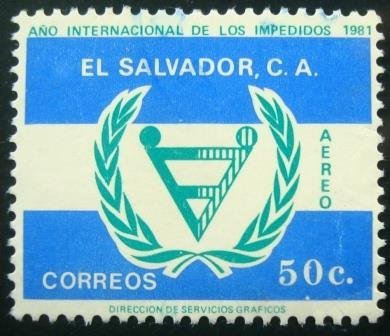 AÑO INTERNACIONAL DE LOS IMPEDIDOS 1981
EL SALVADOR, C. A.
AEREO
CORREOS
50c.
DIRECCION DE SERVICIOS GRAFICOS